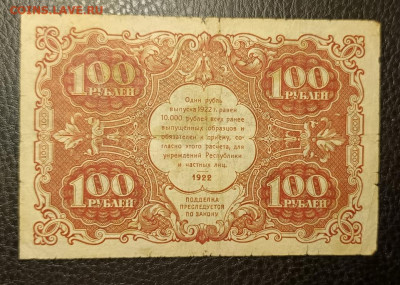 COINS.LAVE.RU
100 100
РУБЛЕЙ РУБЛЕЙ
Один рубль
выпуска 1922 г. равен
10.000 рублей всех ранее
выпущенных образцов и
обязателен к приему, со-
гласно этого расчета, для
учреждений Республики
и частных лиц.
1922
100 100
РУБЛЕЙ РУБЛЕЙ
ПОДДЕЛКА
ПРЕСЛЕДУЕТСЯ
ПО ЗАКОНУ